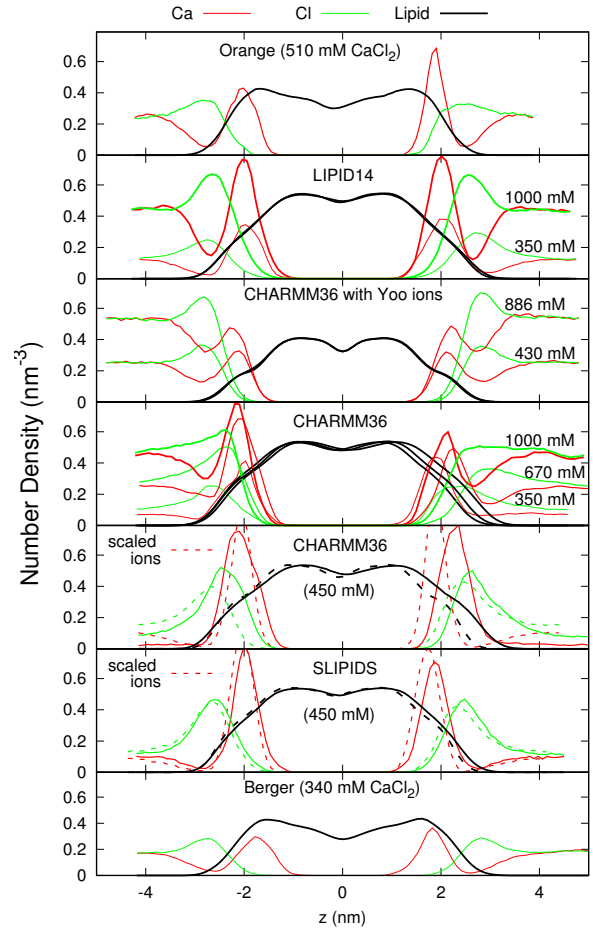 Ca Cl Lipid
Orange (510 mM CaCl2)
0.6
0.4
0.2
0
LIPID14
1000 mM
350 mM
0.6
0.4
0.2
0
CHARMM36 with Yoo ions
886 mM
430 mM
0.6
0.4
0.2
0
CHARMM36
1000 mM
670 mM
350 mM
0.6
0.4
0.2
0
scaled
ions
CHARMM36
(450 mM)
0.6
0.4
0.2
0
scaled
ions
SLIPIDS
(450 mM)
0.6
0.4
0.2
0
Berger (340 mM CaCl2)
0.6
0.4
0.2
0
-4 -2 0 2 4
z (nm)
Number Density (nm-3)